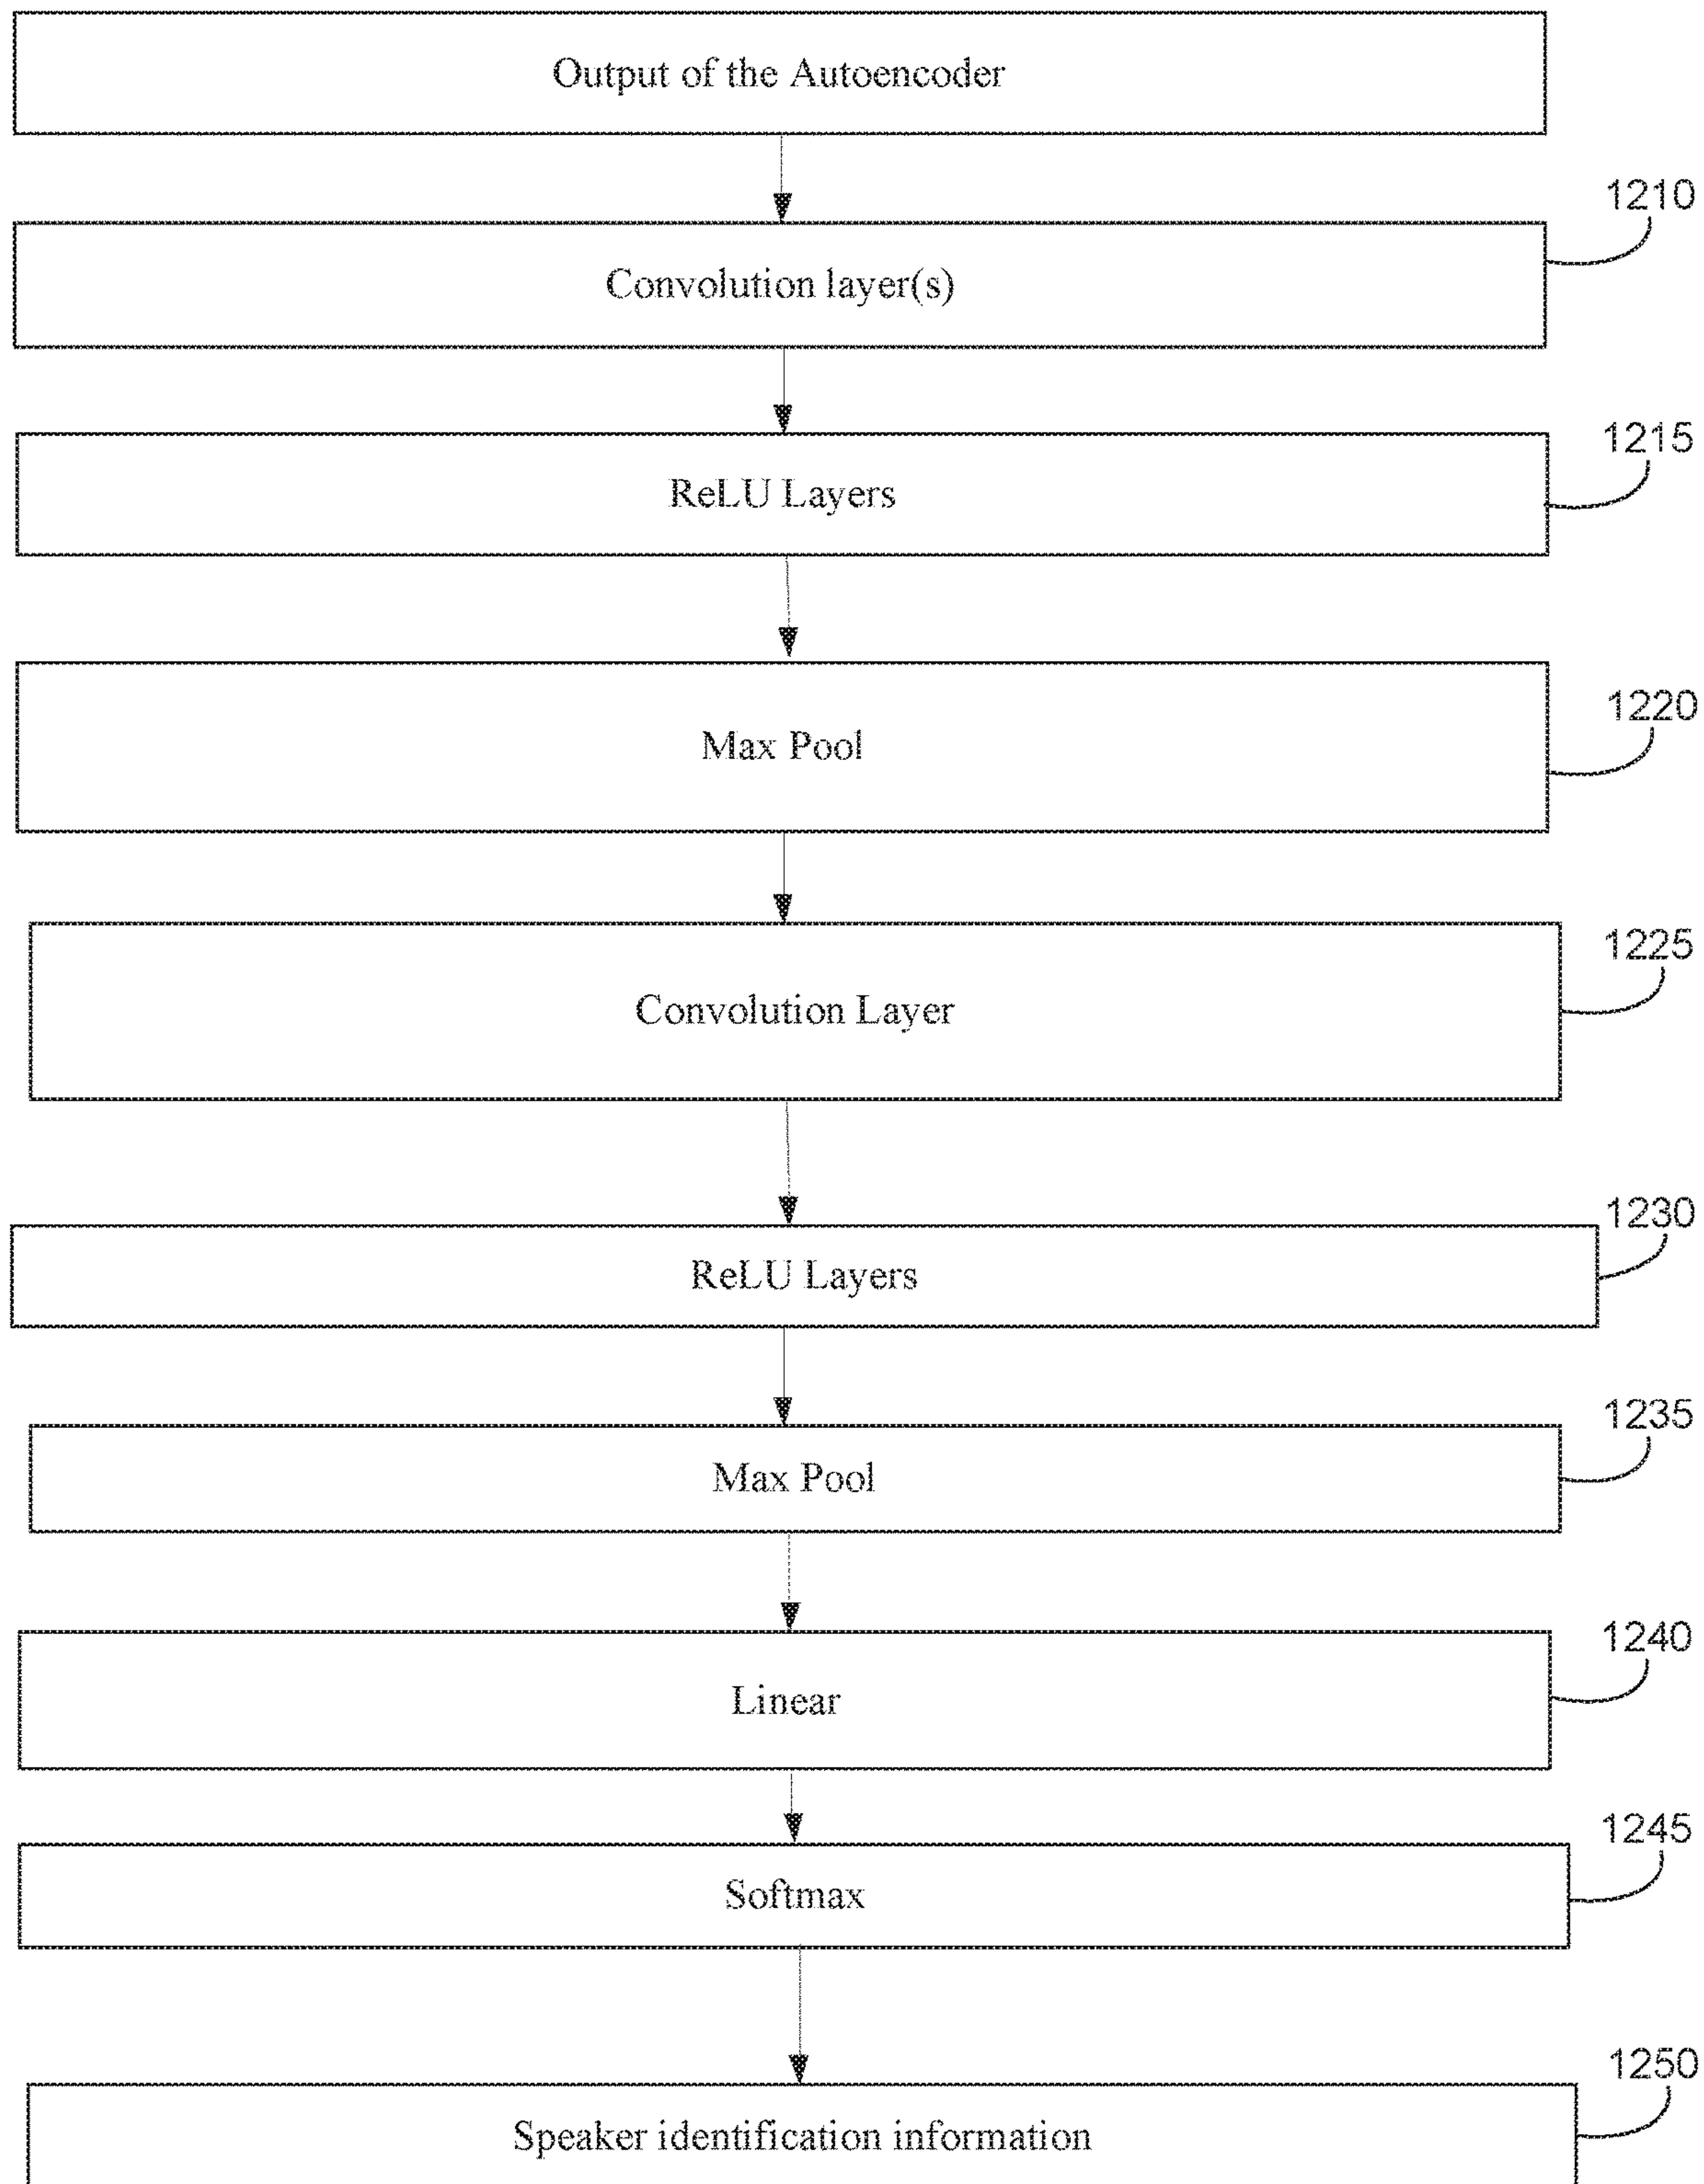 Output of the Autoencoder
1210
Convolution layer(s)
1215
ReLU Layers
1220
Max Pool
1225
Convolution Layer
1230
ReLU Layers
1235
Max Pool
1240
Linear
1245
Softmax
1250
Speaker identification information